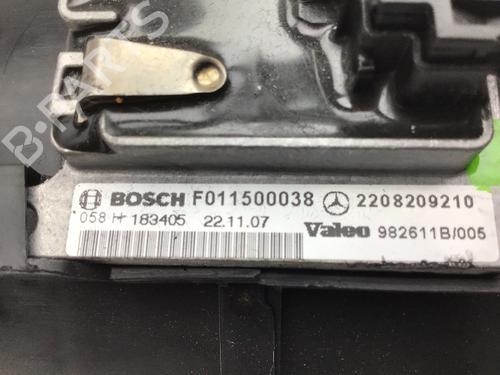 B-PARTS
BOSCH F011500038 2208209210
058 H 183405 22.11.07 Valeo 982611B/005